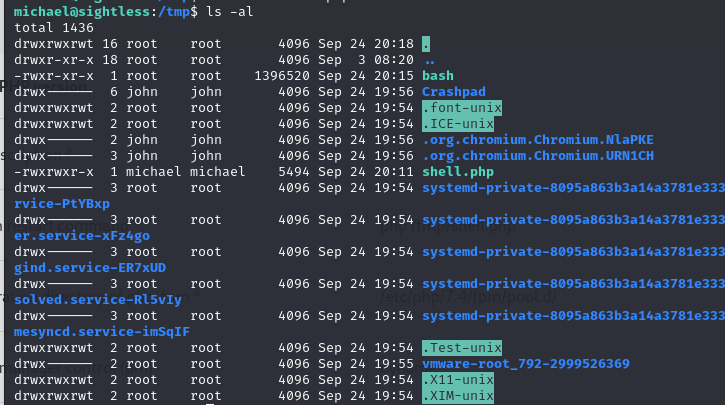 michael@sightless:/tmp$ ls -al
total 1436
drwxrwxrwt 16 root    root       4096 Sep 24 20:18 .
drwxr-xr-x 18 root    root       4096 Sep  3 08:20 ..
-rwxr-xr-x  1 root    root    1396520 Sep 24 20:15 bash
drwx------  6 john    john       4096 Sep 24 19:56 Crashpad
drwxrwxrwt  2 root    root       4096 Sep 24 19:54 .font-unix
drwxrwxrwt  2 root    root       4096 Sep 24 19:54 .ICE-unix
drwx------  2 john    john       4096 Sep 24 19:56 .org.chromium.Chromium.NlaPKE
drwx------  3 john    john       4096 Sep 24 19:56 .org.chromium.Chromium.URN1CH
-rwxrwxr-x  1 michael michael    5494 Sep 24 20:11 shell.php
drwx------  3 root    root       4096 Sep 24 19:54 systemd-private-8095a863b3a14a3781e333
rvice-PtYBxp
drwx------  3 root    root       4096 Sep 24 19:54 systemd-private-8095a863b3a14a3781e333
er.service-xFz4go
drwx------  3 root    root       4096 Sep 24 19:54 systemd-private-8095a863b3a14a3781e333
gind.service-ER7xUD
drwx------  3 root    root       4096 Sep 24 19:54 systemd-private-8095a863b3a14a3781e333
solved.service-Rl5vIy
/etc/php/7.4/fpm/pool.d/
drwx------  3 root    root       4096 Sep 24 19:54 systemd-private-8095a863b3a14a3781e333
mesyncd.service-imSqIF
drwxrwxrwt  2 root    root       4096 Sep 24 19:54 .Test-unix
drwx------  2 root    root       4096 Sep 24 19:55 vmware-root_792-2999526369
drwxrwxrwt  2 root    root       4096 Sep 24 19:54 .X11-unix
drwxrwxrwt  2 root    root       4096 Sep 24 19:54 .XIM-unix